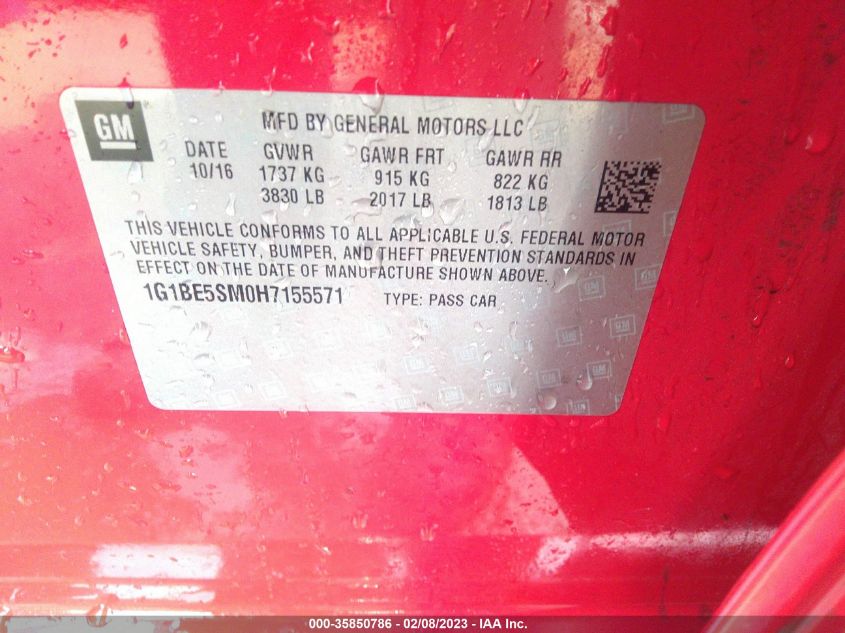 GM
MFD BY GENERAL MOTORS LLC
DATE GVWR GAWR FRT GAWR RR
10/16 1737 KG 915 KG 822 KG
3830 LB 2017 LB 1813 LB
THIS VEHICLE CONFORMS TO ALL APPLICABLE U.S. FEDERAL MOTOR
VEHICLE SAFETY, BUMPER, AND THEFT PREVENTION STANDARDS IN
EFFECT ON THE DATE OF MANUFACTURE SHOWN ABOVE.
1G1BE5SM0H7155571 TYPE: PASS CAR
000-35850786 - 02/08/2023 - IAA Inc.